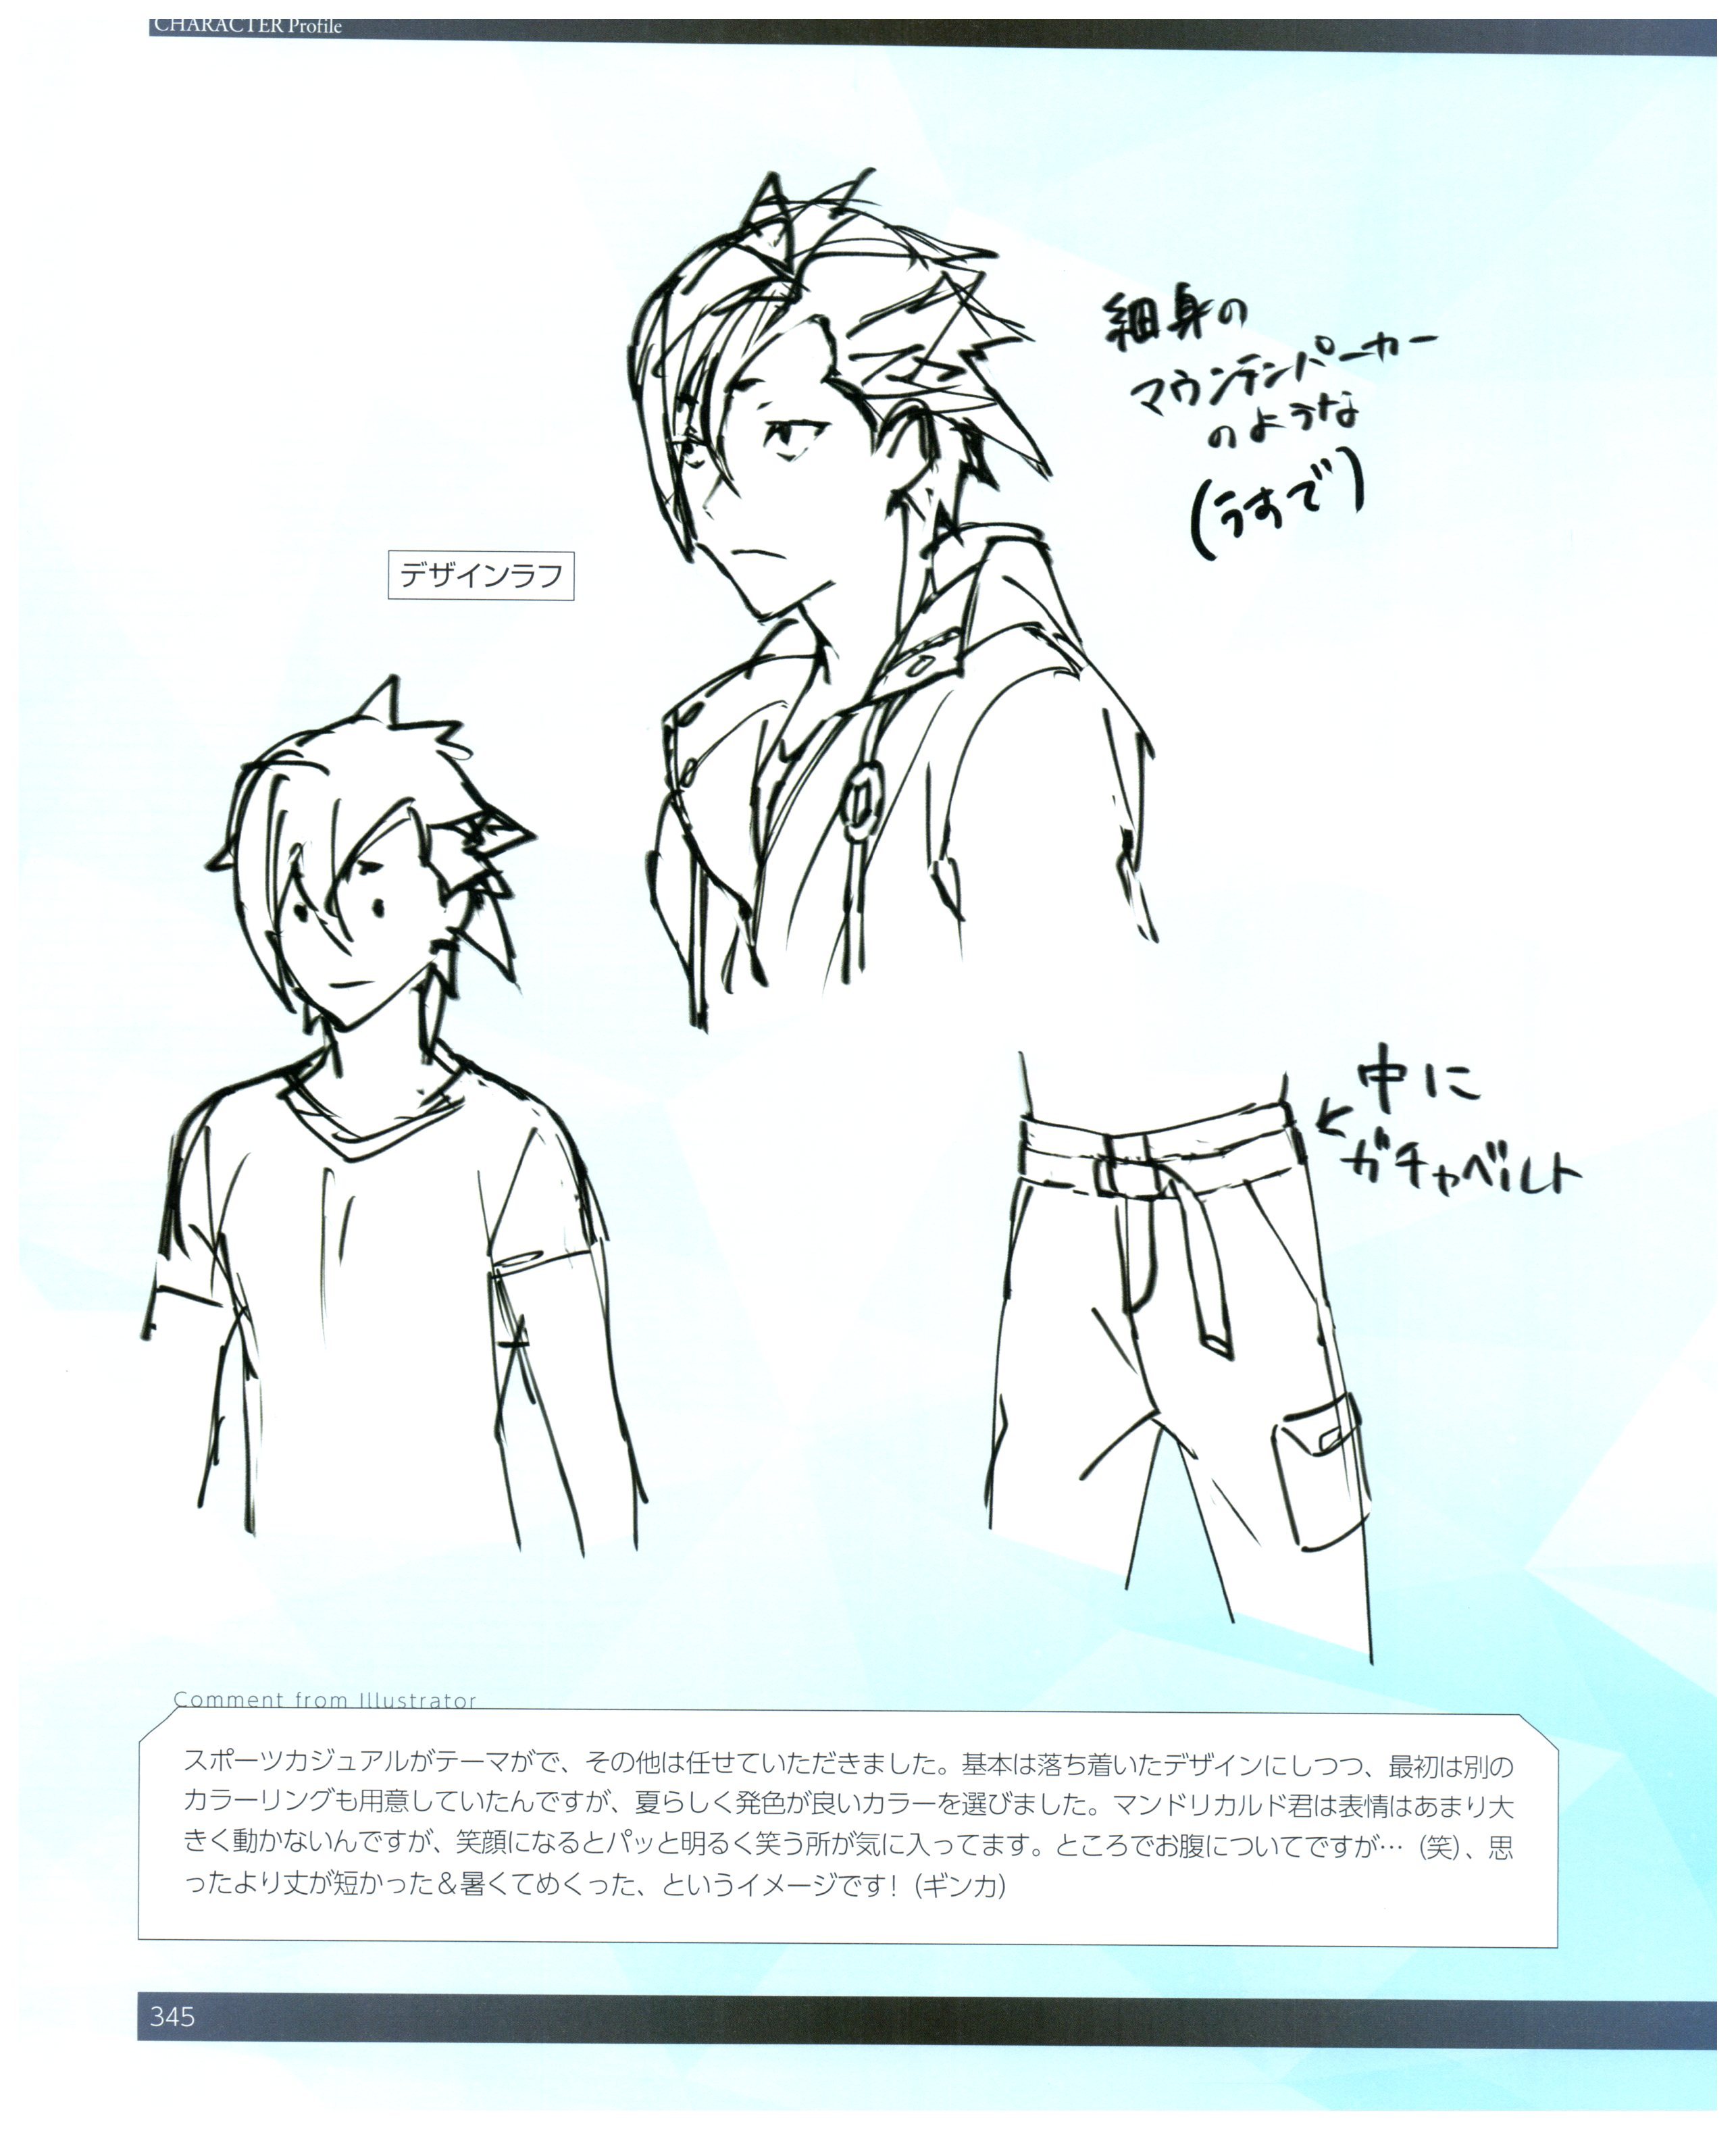 CHARACTER Profile
細身の
マウンテンパーカー
のような
(うすで)
デザインラフ
中に
ガチャベルト
Comment from Illustrator
スポーツカジュアルがテーマがで、その他は任せていただきました。基本は落ち着いたデザインにしつつ、最初は別の
カラーリングも用意していたんですが、夏らしく発色が良いカラーを選びました。マンドリカルド君は表情はあまり大
きく動かないんですが、笑顔になるとパッと明るく笑う所が気に入ってます。ところでお腹についてですが…（笑）、思
ったより丈が短かった＆暑くてめくった、というイメージです！（ギンカ）
345